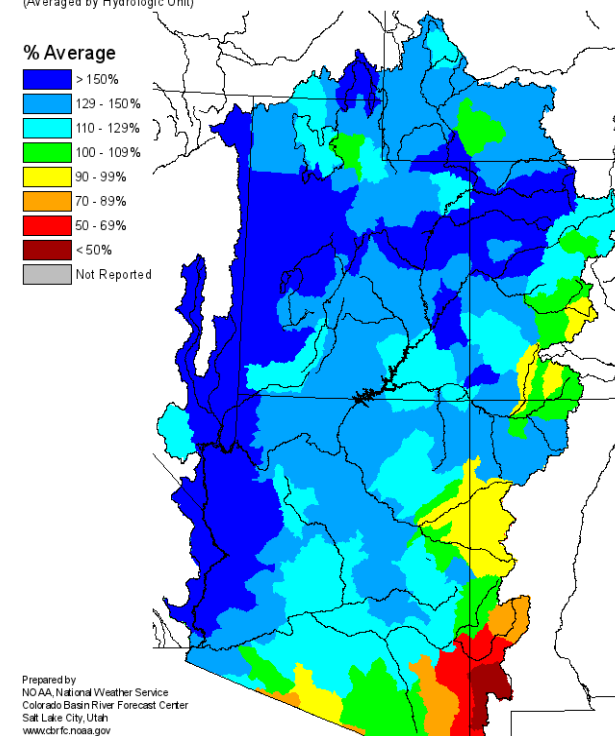 (Averaged by Hydrologic Unit)
% Average
> 150%
129 - 150%
110 - 129%
100 - 109%
90 - 99%
70 - 89%
50 - 69%
< 50%
Not Reported
Prepared by
NOAA, National Weather Service
Colorado Basin River Forecast Center
Salt Lake City, Utah
www.cbrfc.noaa.gov